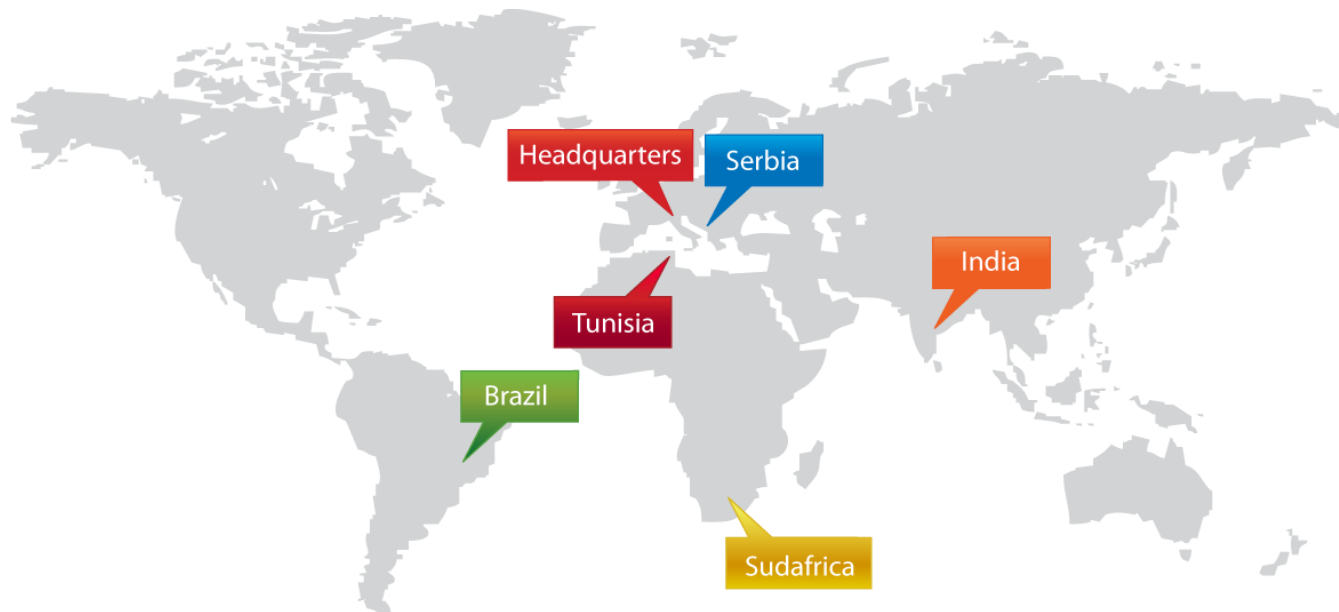 Headquarters
Serbia
India
Tunisia
Brazil
Sudafrica